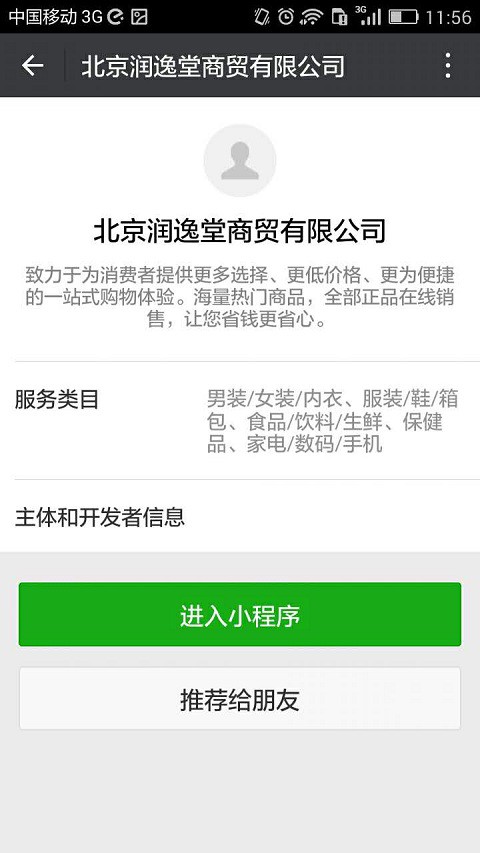 中国移动 3G
3G
11:56
北京润逸堂商贸有限公司
北京润逸堂商贸有限公司
致力于为消费者提供更多选择、更低价格、更为便捷
的一站式购物体验。海量热门商品，全部正品在线销
售，让您省钱更省心。
服务类目
男装/女装/内衣、服装/鞋/箱
包、食品/饮料/生鲜、保健
品、家电/数码/手机
主体和开发者信息
进入小程序
推荐给朋友